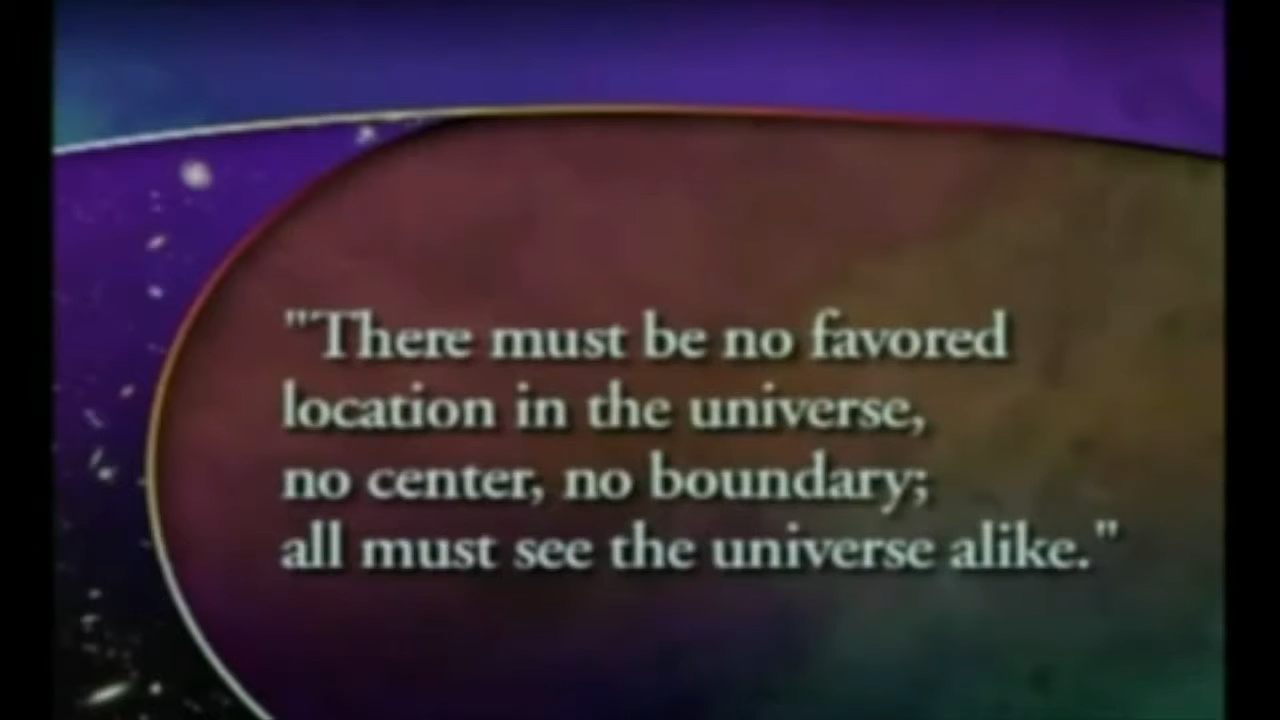 "There must be no favored
location in the universe,
no center, no boundary;
all must see the universe alike."